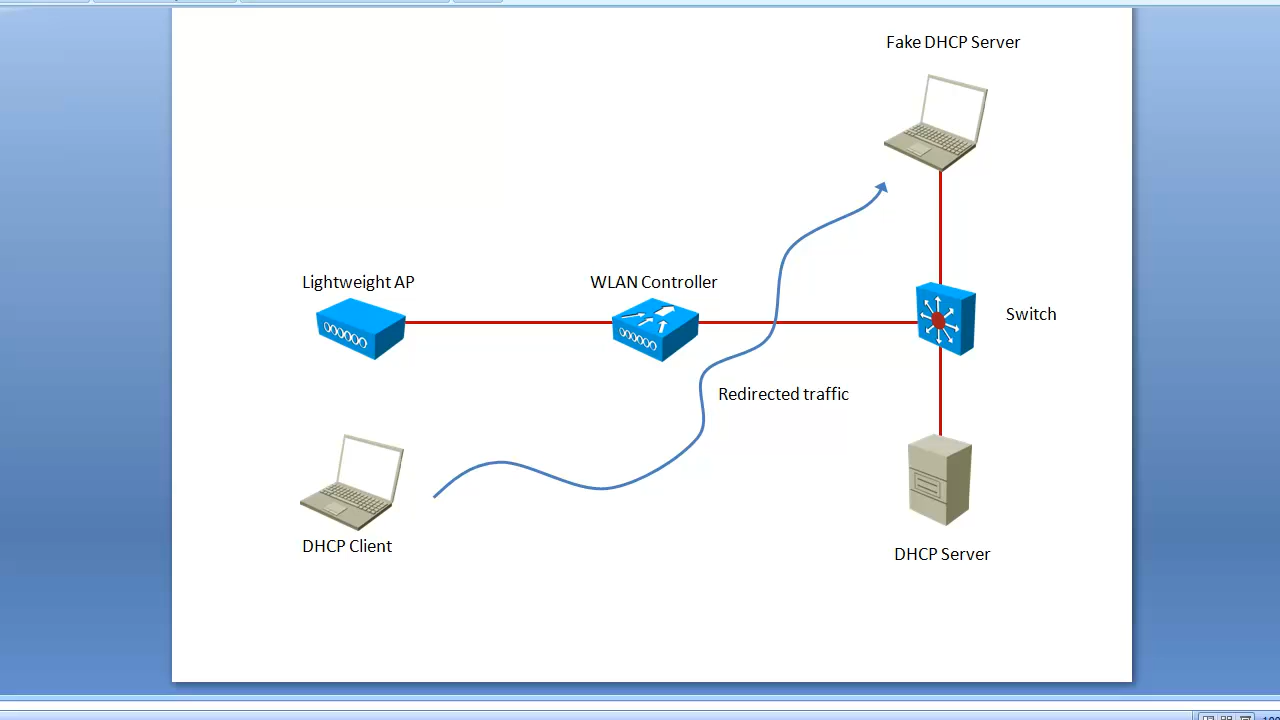 Fake DHCP Server
Lightweight AP
WLAN Controller
Switch
Redirected traffic
DHCP Client
DHCP Server